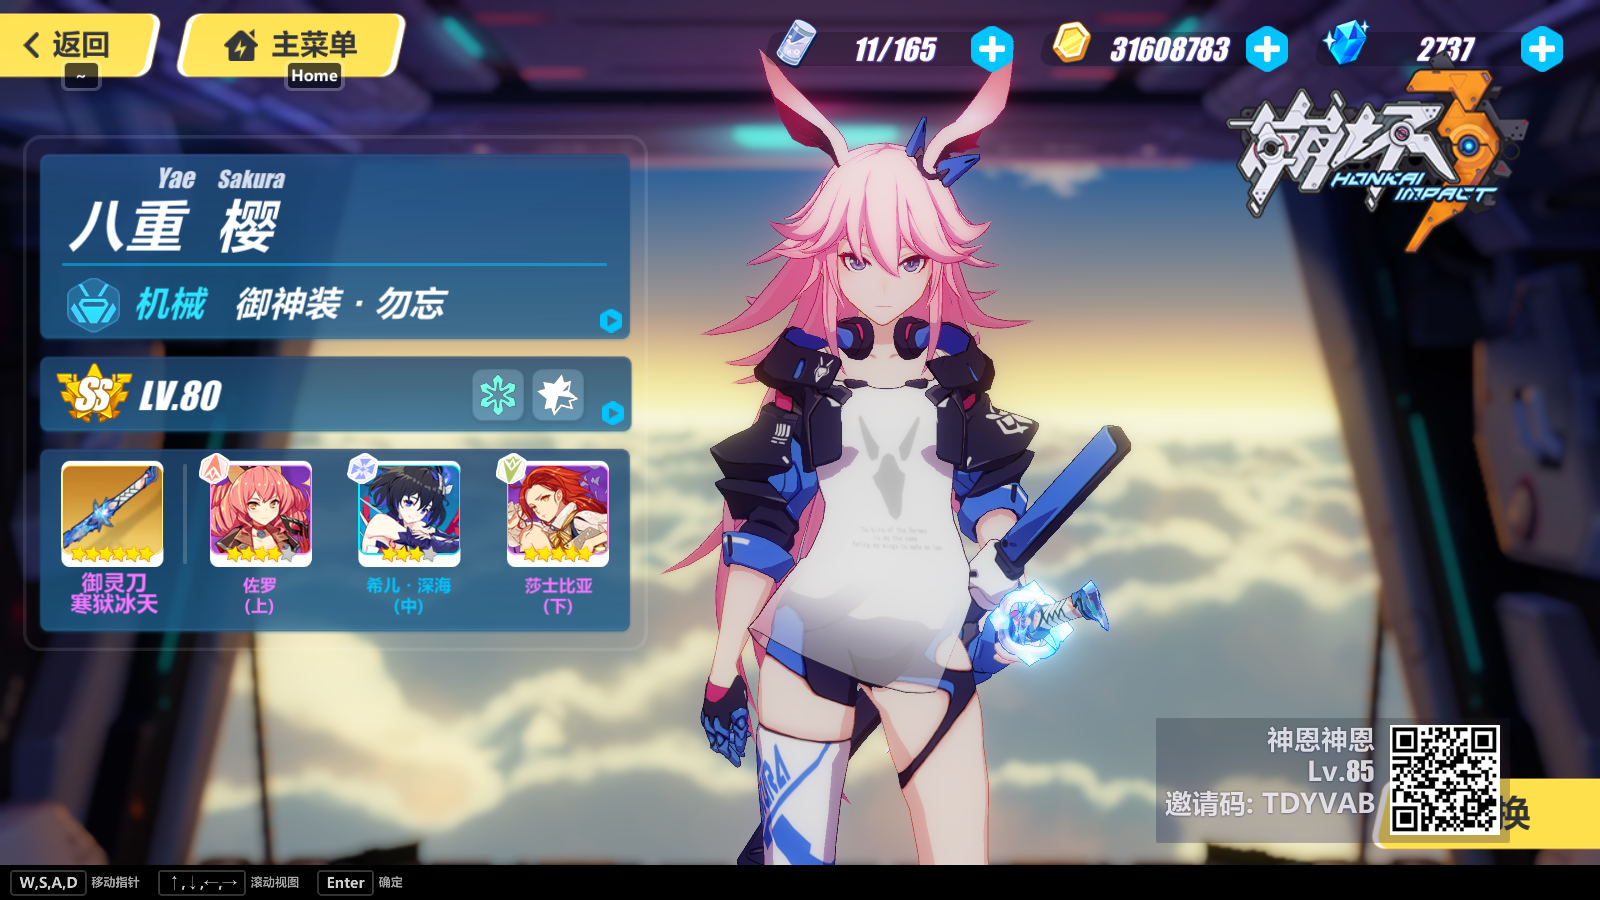 返回
~
主菜单
Home
11/165
31608783
2737
崩坏3
HONKAI
IMPACT
Yae Sakura
八重 樱
机械 御神装·勿忘
SS LV.80
御灵刀
寒狱冰天
佐罗
(上)
希儿·深海
(中)
莎士比亚
(下)
神恩神恩
Lv.85
邀请码: TDYVAB
换
W,S,A,D 移动指针 ↑,↓,←,→ 滚动视图 Enter 确定